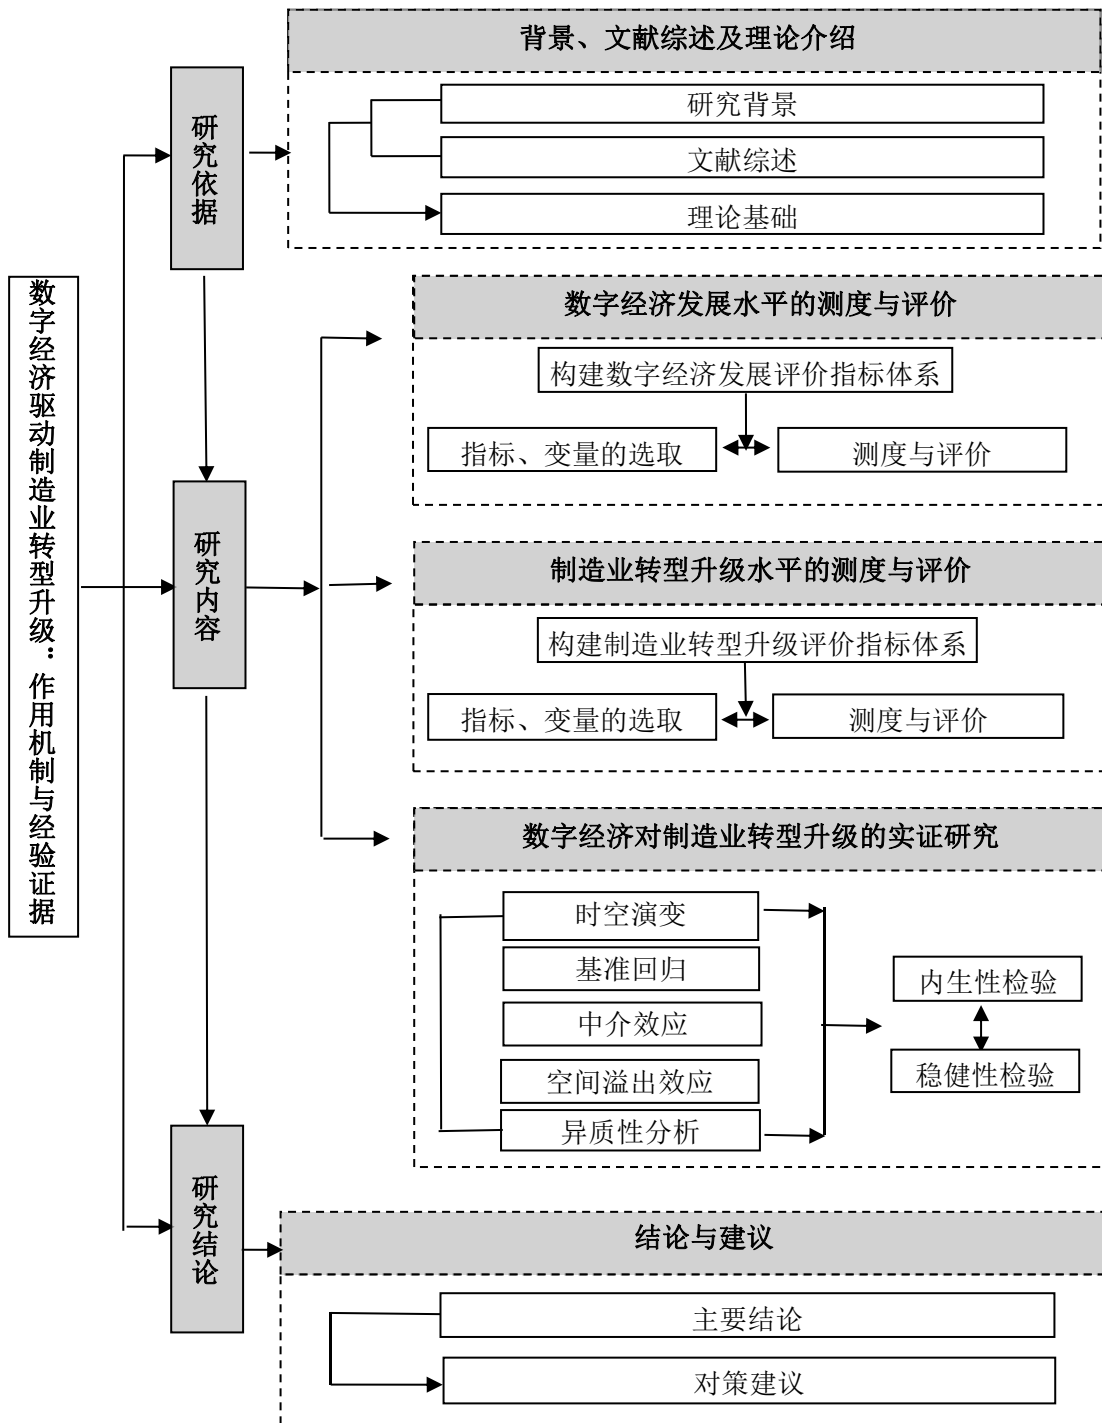 数字经济驱动制造业转型升级：作用机制与经验证据
研究依据
背景、文献综述及理论介绍
研究背景
文献综述
理论基础
研究内容
数字经济发展水平的测度与评价
构建数字经济发展评价指标体系
指标、变量的选取
测度与评价
制造业转型升级水平的测度与评价
构建制造业转型升级评价指标体系
指标、变量的选取
测度与评价
数字经济对制造业转型升级的实证研究
时空演变
基准回归
中介效应
空间溢出效应
异质性分析
内生性检验
稳健性检验
研究结论
结论与建议
主要结论
对策建议